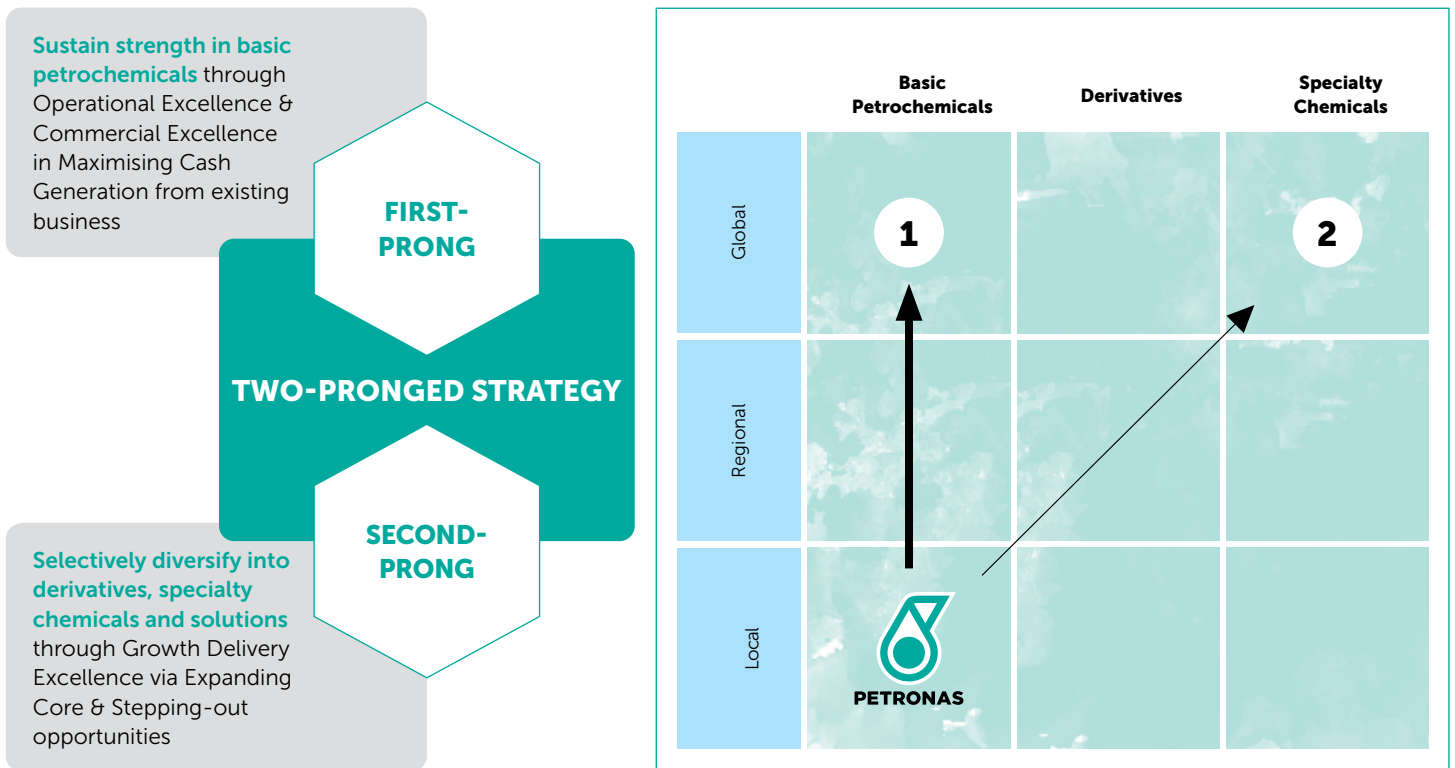 Sustain strength in basic
petrochemicals through
Operational Excellence &
Commercial Excellence
in Maximising Cash
Generation from existing
business
FIRST-
PRONG
TWO-PRONGED STRATEGY
SECOND-
PRONG
Selectively diversify into
derivatives, specialty
chemicals and solutions
through Growth Delivery
Excellence via Expanding
Core & Stepping-out
opportunities
Basic
Petrochemicals
Derivatives
Specialty
Chemicals
Global
1
2
Regional
Local
PETRONAS